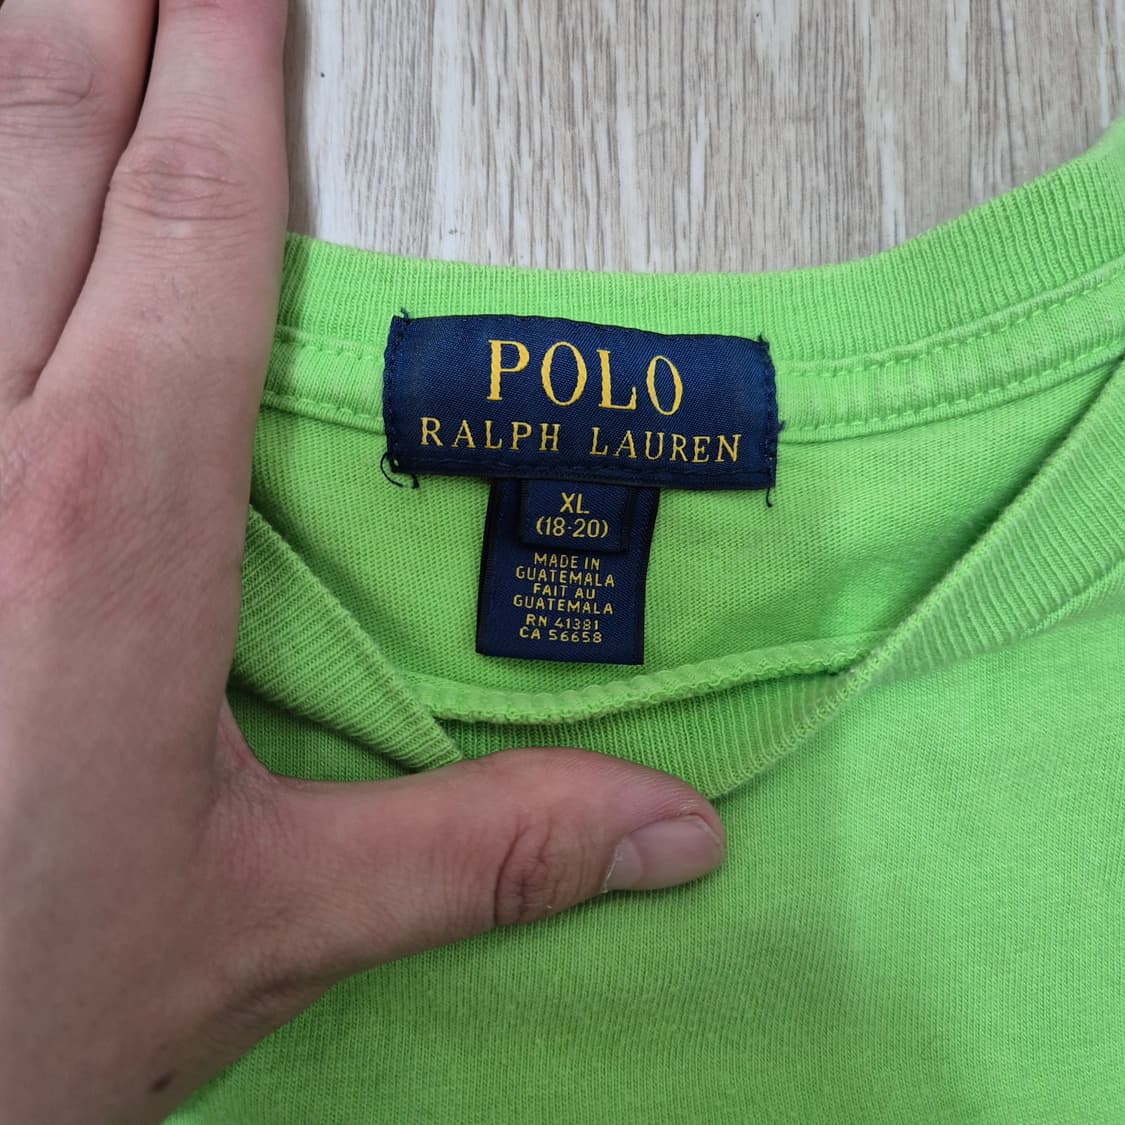 POLO
RALPH LAUREN
XL
(18-20)
MADE IN
GUATEMALA
FAIT AU
GUATEMALA
RN 41381
CA 56658